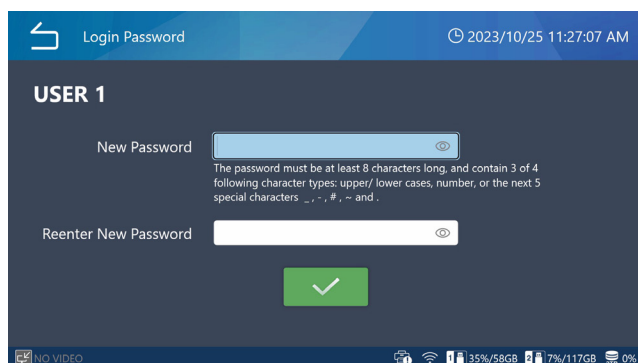 Login Password
2023/10/25 11:27:07 AM
USER 1
New Password
The password must be at least 8 characters long, and contain 3 of 4
following character types: upper/ lower cases, number, or the next 5
special characters _ , - , # , ~ and .
Reenter New Password
NO VIDEO
1 35%/58GB 2 7%/117GB 0%